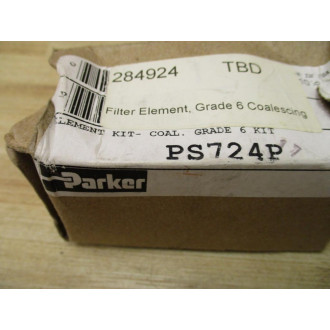 284924 TBD
Filter Element, Grade 6 Coalescing
ELEMENT KIT- COAL. GRADE 6 KIT
PS724P
Parker